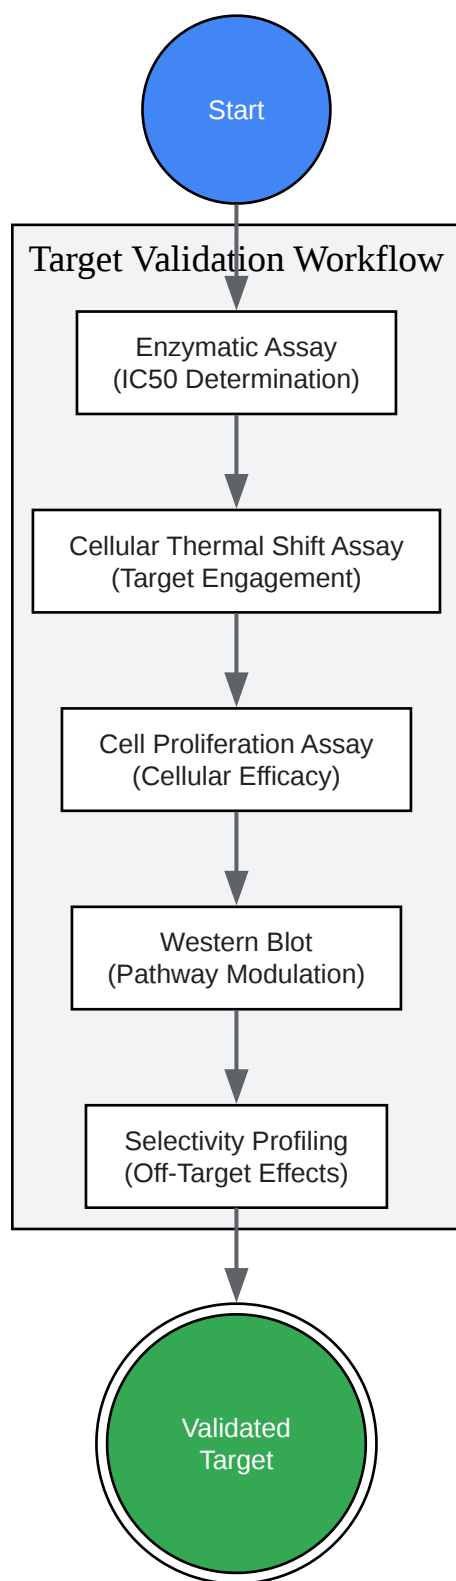 Start
Target Validation Workflow
Enzymatic Assay
(IC50 Determination)
Cellular Thermal Shift Assay
(Target Engagement)
Cell Proliferation Assay
(Cellular Efficacy)
Western Blot
(Pathway Modulation)
Selectivity Profiling
(Off-Target Effects)
Validated
Target